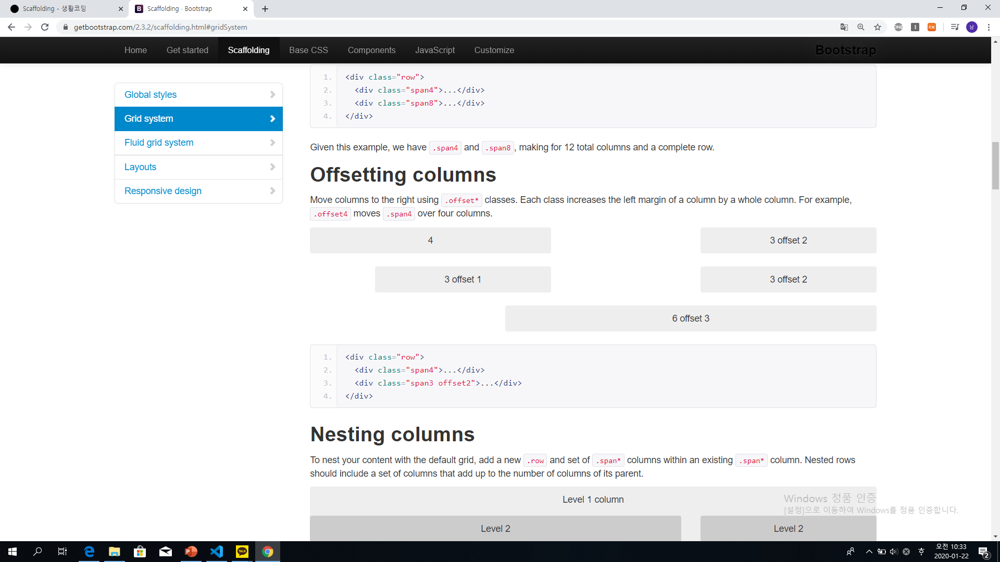 Scaffolding - 생활코딩
Scaffolding · Bootstrap
getbootstrap.com/2.3.2/scaffolding.html#gridSystem
Home Get started Scaffolding Base CSS Components JavaScript Customize Bootstrap
Global styles
Grid system
Fluid grid system
Layouts
Responsive design
1. <div class="row">
2. <div class="span4">...</div>
3. <div class="span8">...</div>
4. </div>
Given this example, we have .span4 and .span8, making for 12 total columns and a complete row.
Offsetting columns
Move columns to the right using .offset* classes. Each class increases the left margin of a column by a whole column. For example,
.offset4 moves .span4 over four columns.
4 3 offset 2
3 offset 1 3 offset 2
6 offset 3
1. <div class="row">
2. <div class="span4">...</div>
3. <div class="span3 offset2">...</div>
4. </div>
Nesting columns
To nest your content with the default grid, add a new .row and set of .span* columns within an existing .span* column. Nested rows
should include a set of columns that add up to the number of columns of its parent.
Level 1 column
Level 2 Level 2
Windows 정품 인증
[설정]으로 이동하여 Windows를 정품 인증합니다.
TALK
오전 10:33
2020-01-22
2